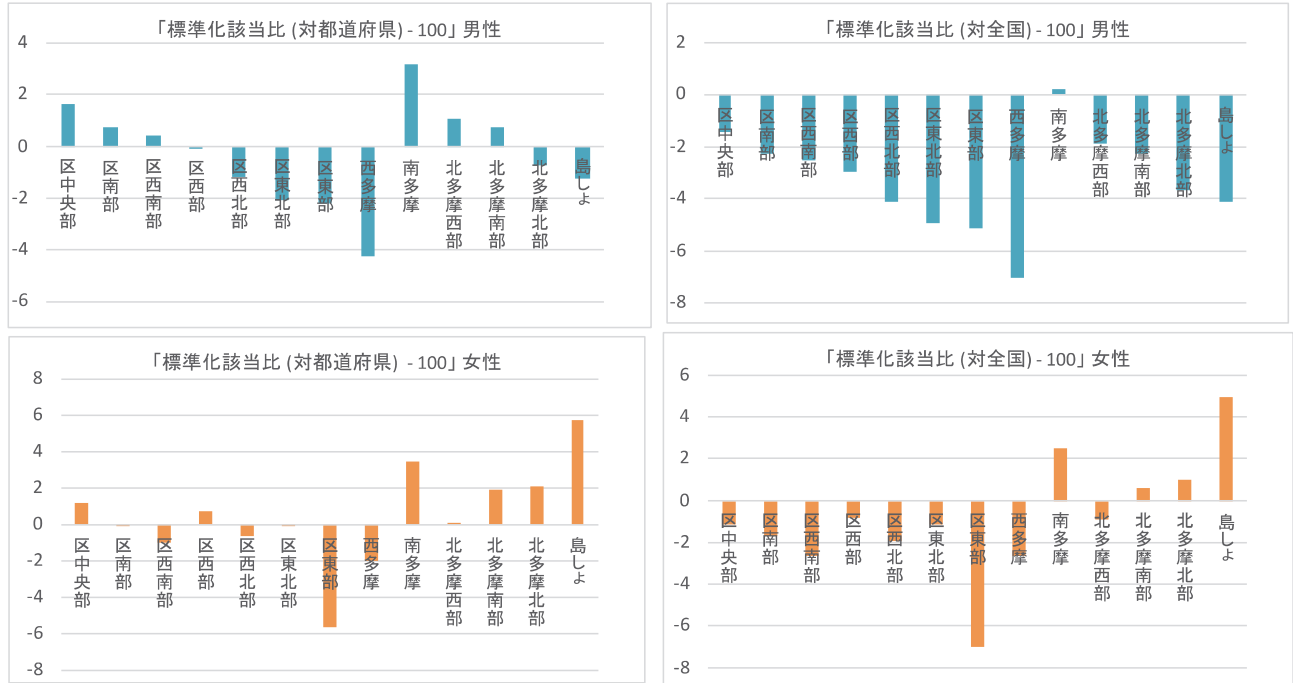 「標準化該当比 (対都道府県) - 100」 男性
4
2
0
-2
-4
-6
区中央部
区南部
区西南部
区西部
区西北部
区東北部
区東部
西多摩
南多摩
北多摩西部
北多摩南部
北多摩北部
島しょ
「標準化該当比 (対全国) - 100」 男性
2
0
-2
-4
-6
-8
区中央部
区南部
区西南部
区西部
区西北部
区東北部
区東部
西多摩
南多摩
北多摩西部
北多摩南部
北多摩北部
島しょ
「標準化該当比 (対都道府県) - 100」 女性
8
6
4
2
0
-2
-4
-6
-8
区中央部
区南部
区西南部
区西部
区西北部
区東北部
区東部
西多摩
南多摩
北多摩西部
北多摩南部
北多摩北部
島しょ
「標準化該当比 (対全国) - 100」 女性
6
4
2
0
-2
-4
-6
-8
区中央部
区南部
区西南部
区西部
区西北部
区東北部
区東部
西多摩
南多摩
北多摩西部
北多摩南部
北多摩北部
島しょ